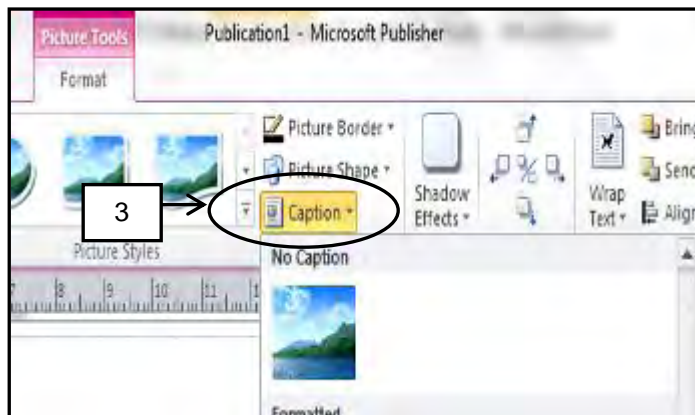 Picture Tools
Publication1 - Microsoft Publisher
Format
Picture Border
Picture Shape
Caption
Shadow
Effects
Wrap
Text
Bring
Send
Align
3
Picture Styles
No Caption
8 9 10 11
Formatted